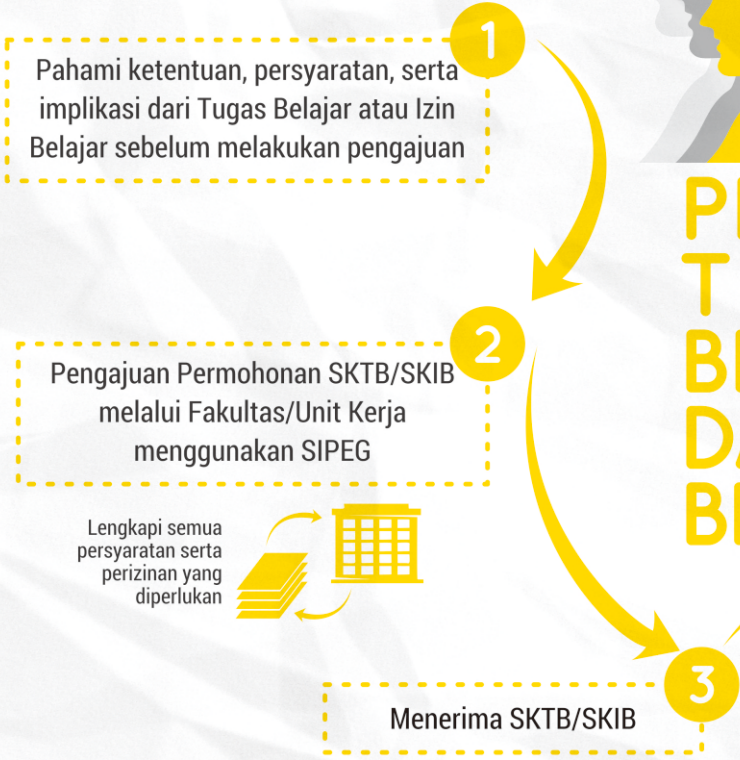 1
Pahami ketentuan, persyaratan, serta
implikasi dari Tugas Belajar atau Izin
Belajar sebelum melakukan pengajuan
2
Pengajuan Permohonan SKTB/SKIB
melalui Fakultas/Unit Kerja
menggunakan SIPEG
Lengkapi semua
persyaratan serta
perizinan yang
diperlukan
3
Menerima SKTB/SKIB